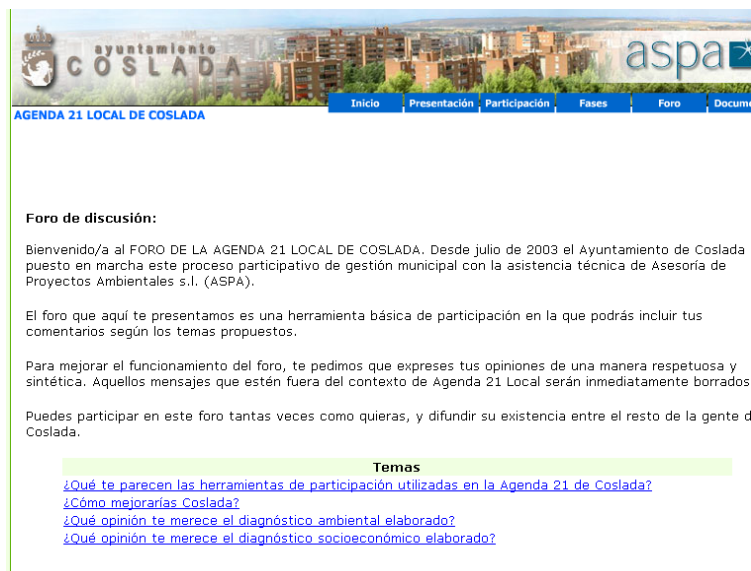 ayuntamiento
COSLADA
aspa
Inicio Presentación Participación Fases Foro Docume
AGENDA 21 LOCAL DE COSLADA
Foro de discusión:
Bienvenido/a al FORO DE LA AGENDA 21 LOCAL DE COSLADA. Desde julio de 2003 el Ayuntamiento de Coslada
puesto en marcha este proceso participativo de gestión municipal con la asistencia técnica de Asesoría de
Proyectos Ambientales s.l. (ASPA).
El foro que aquí te presentamos es una herramienta básica de participación en la que podrás incluir tus
comentarios según los temas propuestos.
Para mejorar el funcionamiento del foro, te pedimos que expreses tus opiniones de una manera respetuosa y
sintética. Aquellos mensajes que estén fuera del contexto de Agenda 21 Local serán inmediatamente borrados
Puedes participar en este foro tantas veces como quieras, y difundir su existencia entre el resto de la gente d
Coslada.
Temas
¿Qué te parecen las herramientas de participación utilizadas en la Agenda 21 de Coslada?
¿Cómo mejorarías Coslada?
¿Qué opinión te merece el diagnóstico ambiental elaborado?
¿Qué opinión te merece el diagnóstico socioeconómico elaborado?